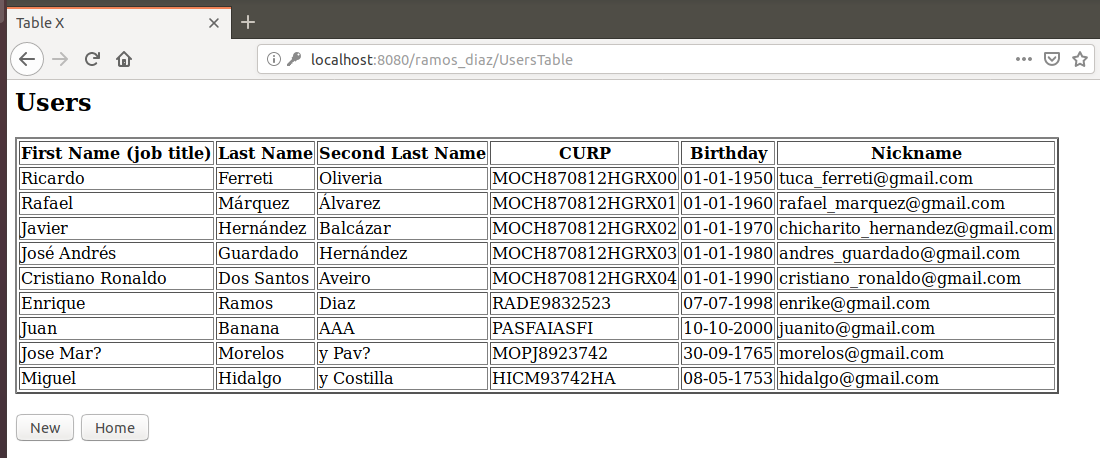 Table X
localhost:8080/ramos_diaz/UsersTable
Users
First Name (job title) Last Name Second Last Name CURP Birthday Nickname
Ricardo Ferreti Oliveria MOCH870812HGRX00 01-01-1950 tuca_ferreti@gmail.com
Rafael Márquez Álvarez MOCH870812HGRX01 01-01-1960 rafael_marquez@gmail.com
Javier Hernández Balcázar MOCH870812HGRX02 01-01-1970 chicharito_hernandez@gmail.com
José Andrés Guardado Hernández MOCH870812HGRX03 01-01-1980 andres_guardado@gmail.com
Cristiano Ronaldo Dos Santos Aveiro MOCH870812HGRX04 01-01-1990 cristiano_ronaldo@gmail.com
Enrique Ramos Diaz RADE9832523 07-07-1998 enrike@gmail.com
Juan Banana AAA PASFAIASFI 10-10-2000 juanito@gmail.com
Jose Mar? Morelos y Pav? MOPJ8923742 30-09-1765 morelos@gmail.com
Miguel Hidalgo y Costilla HICM93742HA 08-05-1753 hidalgo@gmail.com
New Home